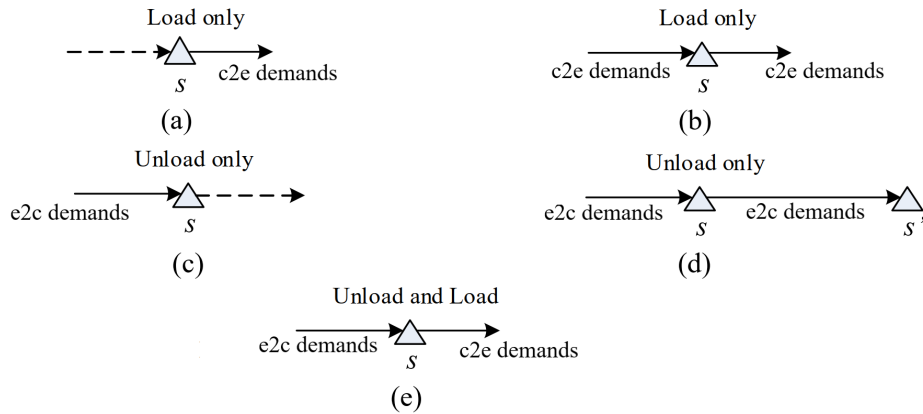 Load only
s
c2e demands
(a)
Load only
c2e demands
s
c2e demands
(b)
Unload only
e2c demands
s
(c)
Unload only
e2c demands
s
e2c demands
s’
(d)
Unload and Load
e2c demands
s
c2e demands
(e)